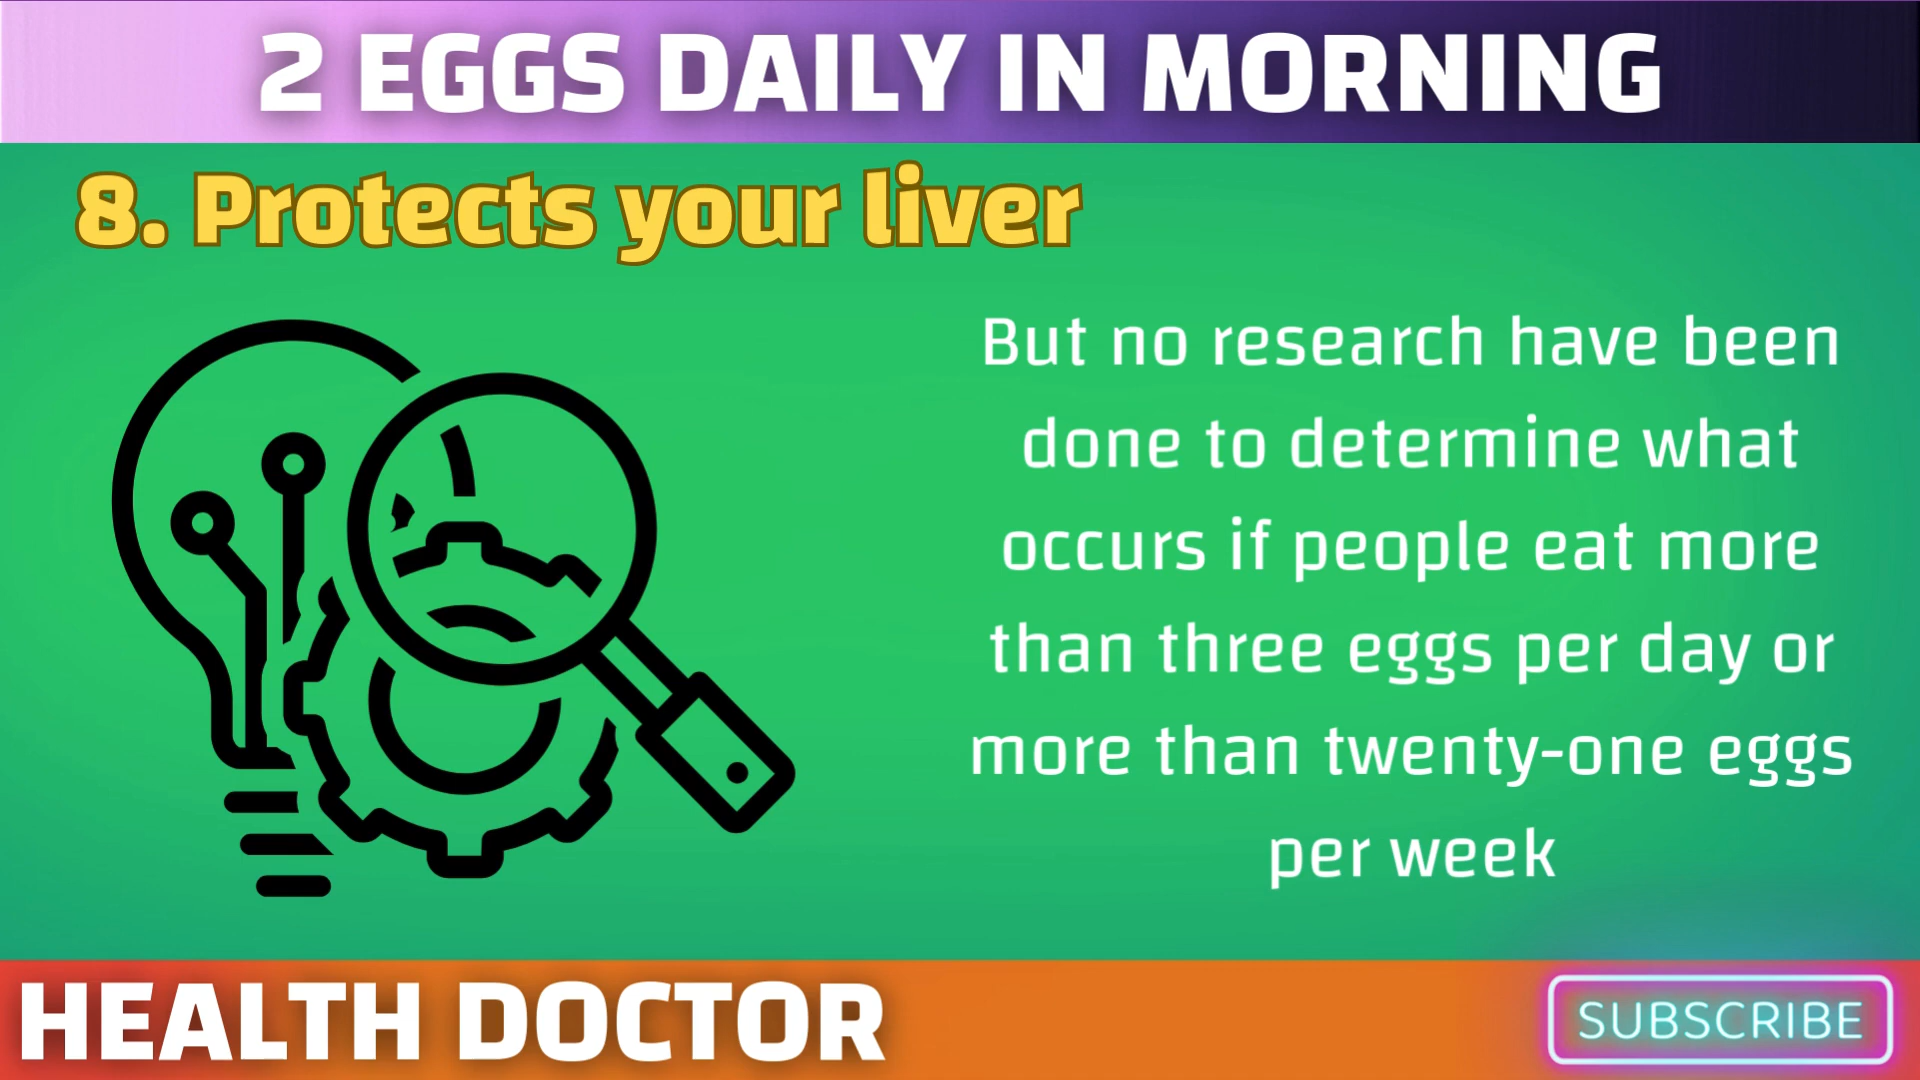 2 EGGS DAILY IN MORNING
8. Protects your liver
But no research have been
done to determine what
occurs if people eat more
than three eggs per day or
more than twenty-one eggs
per week
HEALTH DOCTOR
SUBSCRIBE